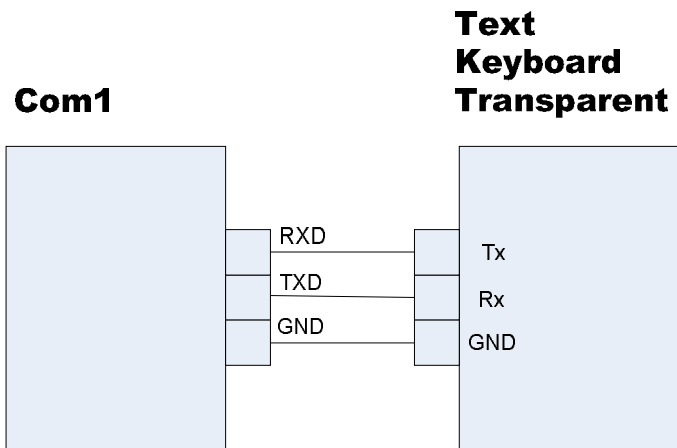 Text
Keyboard
Transparent
Com1
RXD
Tx
TXD
Rx
GND
GND